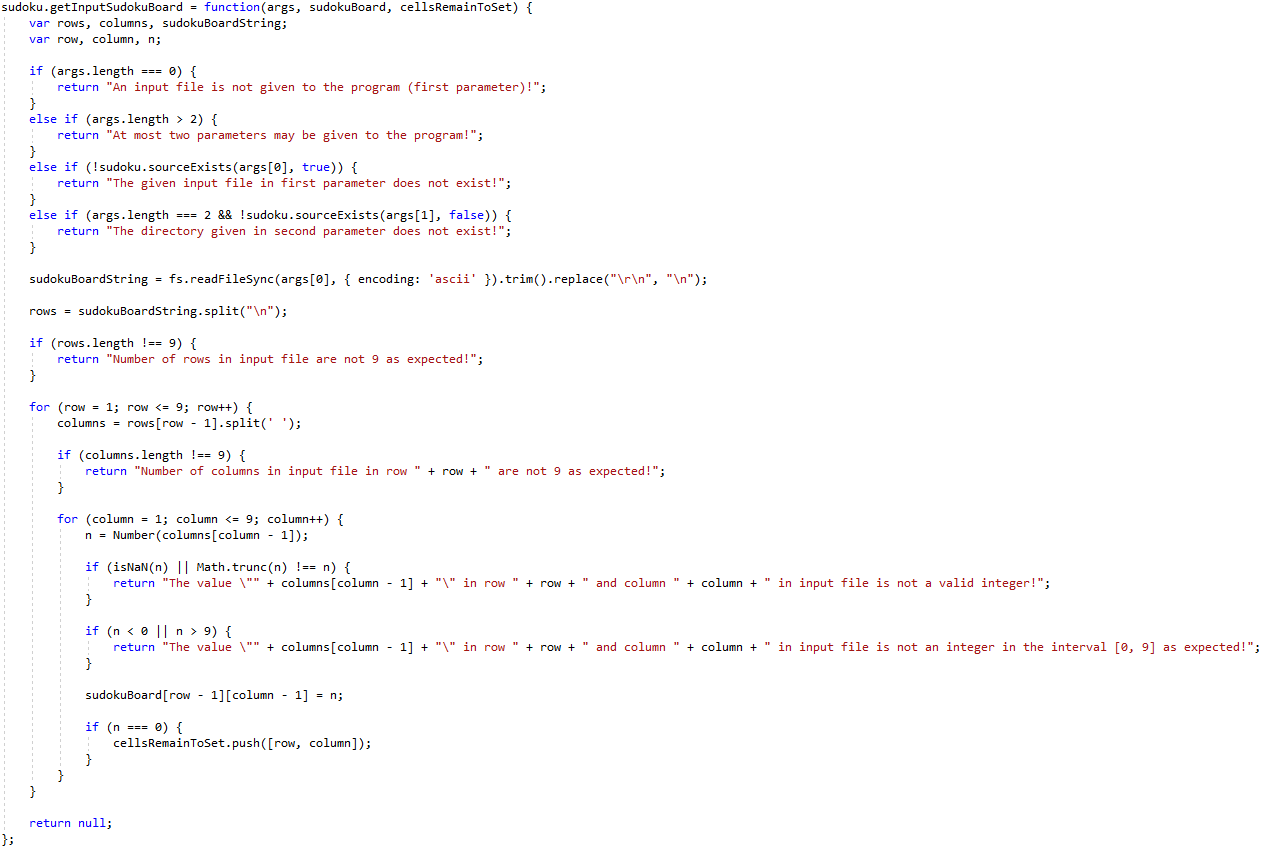 sudoku.getInputSudokuBoard = function(args, sudokuBoard, cellsRemainToSet) {
    var rows, columns, sudokuBoardString;
    var row, column, n;

    if (args.length === 0) {
        return "An input file is not given to the program (first parameter)!";
    }
    else if (args.length > 2) {
        return "At most two parameters may be given to the program!";
    }
    else if (!sudoku.sourceExists(args[0], true)) {
        return "The given input file in first parameter does not exist!";
    }
    else if (args.length === 2 && !sudoku.sourceExists(args[1], false)) {
        return "The directory given in second parameter does not exist!";
    }

    sudokuBoardString = fs.readFileSync(args[0], { encoding: 'ascii' }).trim().replace("\r\n", "\n");

    rows = sudokuBoardString.split("\n");

    if (rows.length !== 9) {
        return "Number of rows in input file are not 9 as expected!";
    }

    for (row = 1; row <= 9; row++) {
        columns = rows[row - 1].split(' ');

        if (columns.length !== 9) {
            return "Number of columns in input file in row " + row + " are not 9 as expected!";
        }

        for (column = 1; column <= 9; column++) {
            n = Number(columns[column - 1]);

            if (isNaN(n) || Math.trunc(n) !== n) {
                return "The value \"" + columns[column - 1] + "\" in row " + row + " and column " + column + " in input file is not a valid integer!";
            }

            if (n < 0 || n > 9) {
                return "The value \"" + columns[column - 1] + "\" in row " + row + " and column " + column + " in input file is not an integer in the interval [0, 9] as expected!";
            }

            sudokuBoard[row - 1][column - 1] = n;

            if (n === 0) {
                cellsRemainToSet.push([row, column]);
            }
        }
    }

    return null;
};